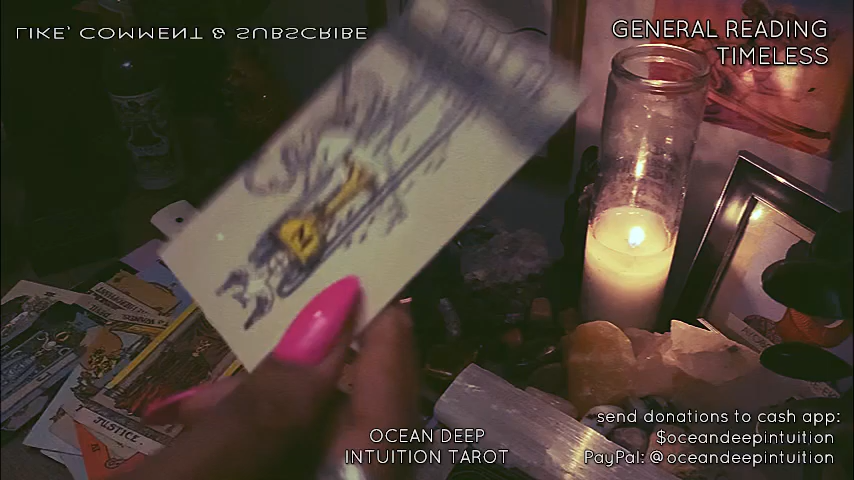 LIKE, COMMENT & SUBSCRIBE
GENERAL READING
TIMELESS
JUSTICE.
OCEAN DEEP
INTUITION TAROT
send donations to cash app:
$oceandeepintuition
PayPal: @oceandeepintuition